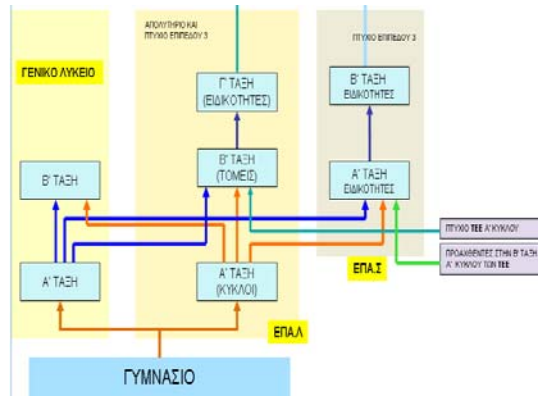 ΑΠΟΛΥΤΗΡΙΟ ΚΑΙ
ΠΤΥΧΙΟ ΕΠΙΠΕΔΟΥ 3
ΠΤΥΧΙΟ ΕΠΙΠΕΔΟΥ 3
ΓΕΝΙΚΟ ΛΥΚΕΙΟ
Γ' ΤΑΞΗ
(ΕΙΔΙΚΟΤΗΤΕΣ)
Β' ΤΑΞΗ
ΕΙΔΙΚΟΤΗΤΕΣ
Β' ΤΑΞΗ
Β' ΤΑΞΗ
(ΤΟΜΕΙΣ)
Α' ΤΑΞΗ
ΕΙΔΙΚΟΤΗΤΕΣ
ΠΤΥΧΙΟ ΤΕΕ Α' ΚΥΚΛΟΥ
ΠΡΟΑΧΘΕΝΤΕΣ ΣΤΗΝ Β' ΤΑΞΗ
Α' ΚΥΚΛΟΥ ΤΩΝ ΤΕΕ
Α' ΤΑΞΗ
Α' ΤΑΞΗ
(ΚΥΚΛΟΙ)
ΕΠΑ.Σ
ΕΠΑ.Λ
ΓΥΜΝΑΣΙΟ